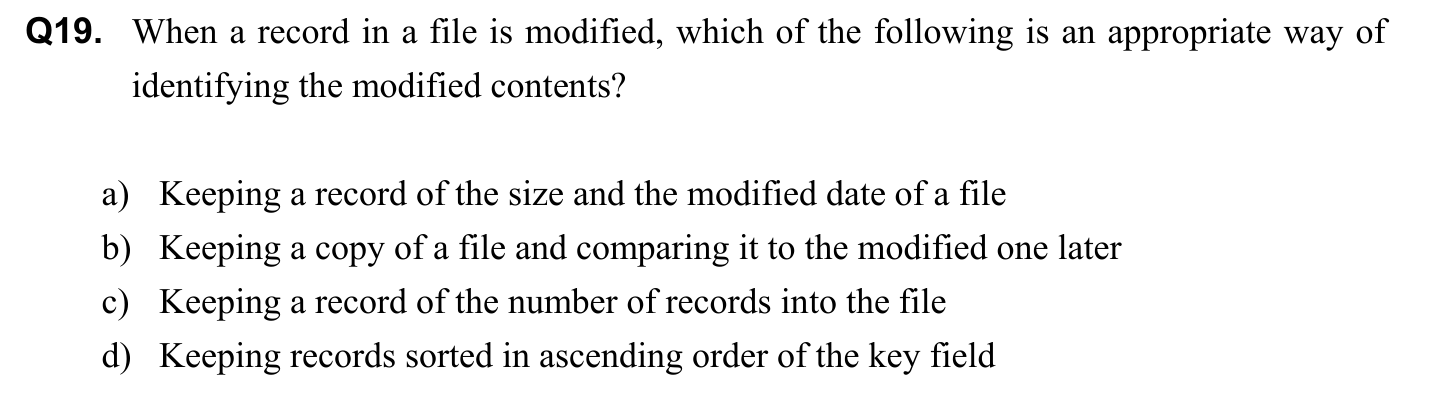 Q19. When a record in a file is modified, which of the following is an appropriate way of
identifying the modified contents?
a) Keeping a record of the size and the modified date of a file
b) Keeping a copy of a file and comparing it to the modified one later
c) Keeping a record of the number of records into the file
d) Keeping records sorted in ascending order of the key field